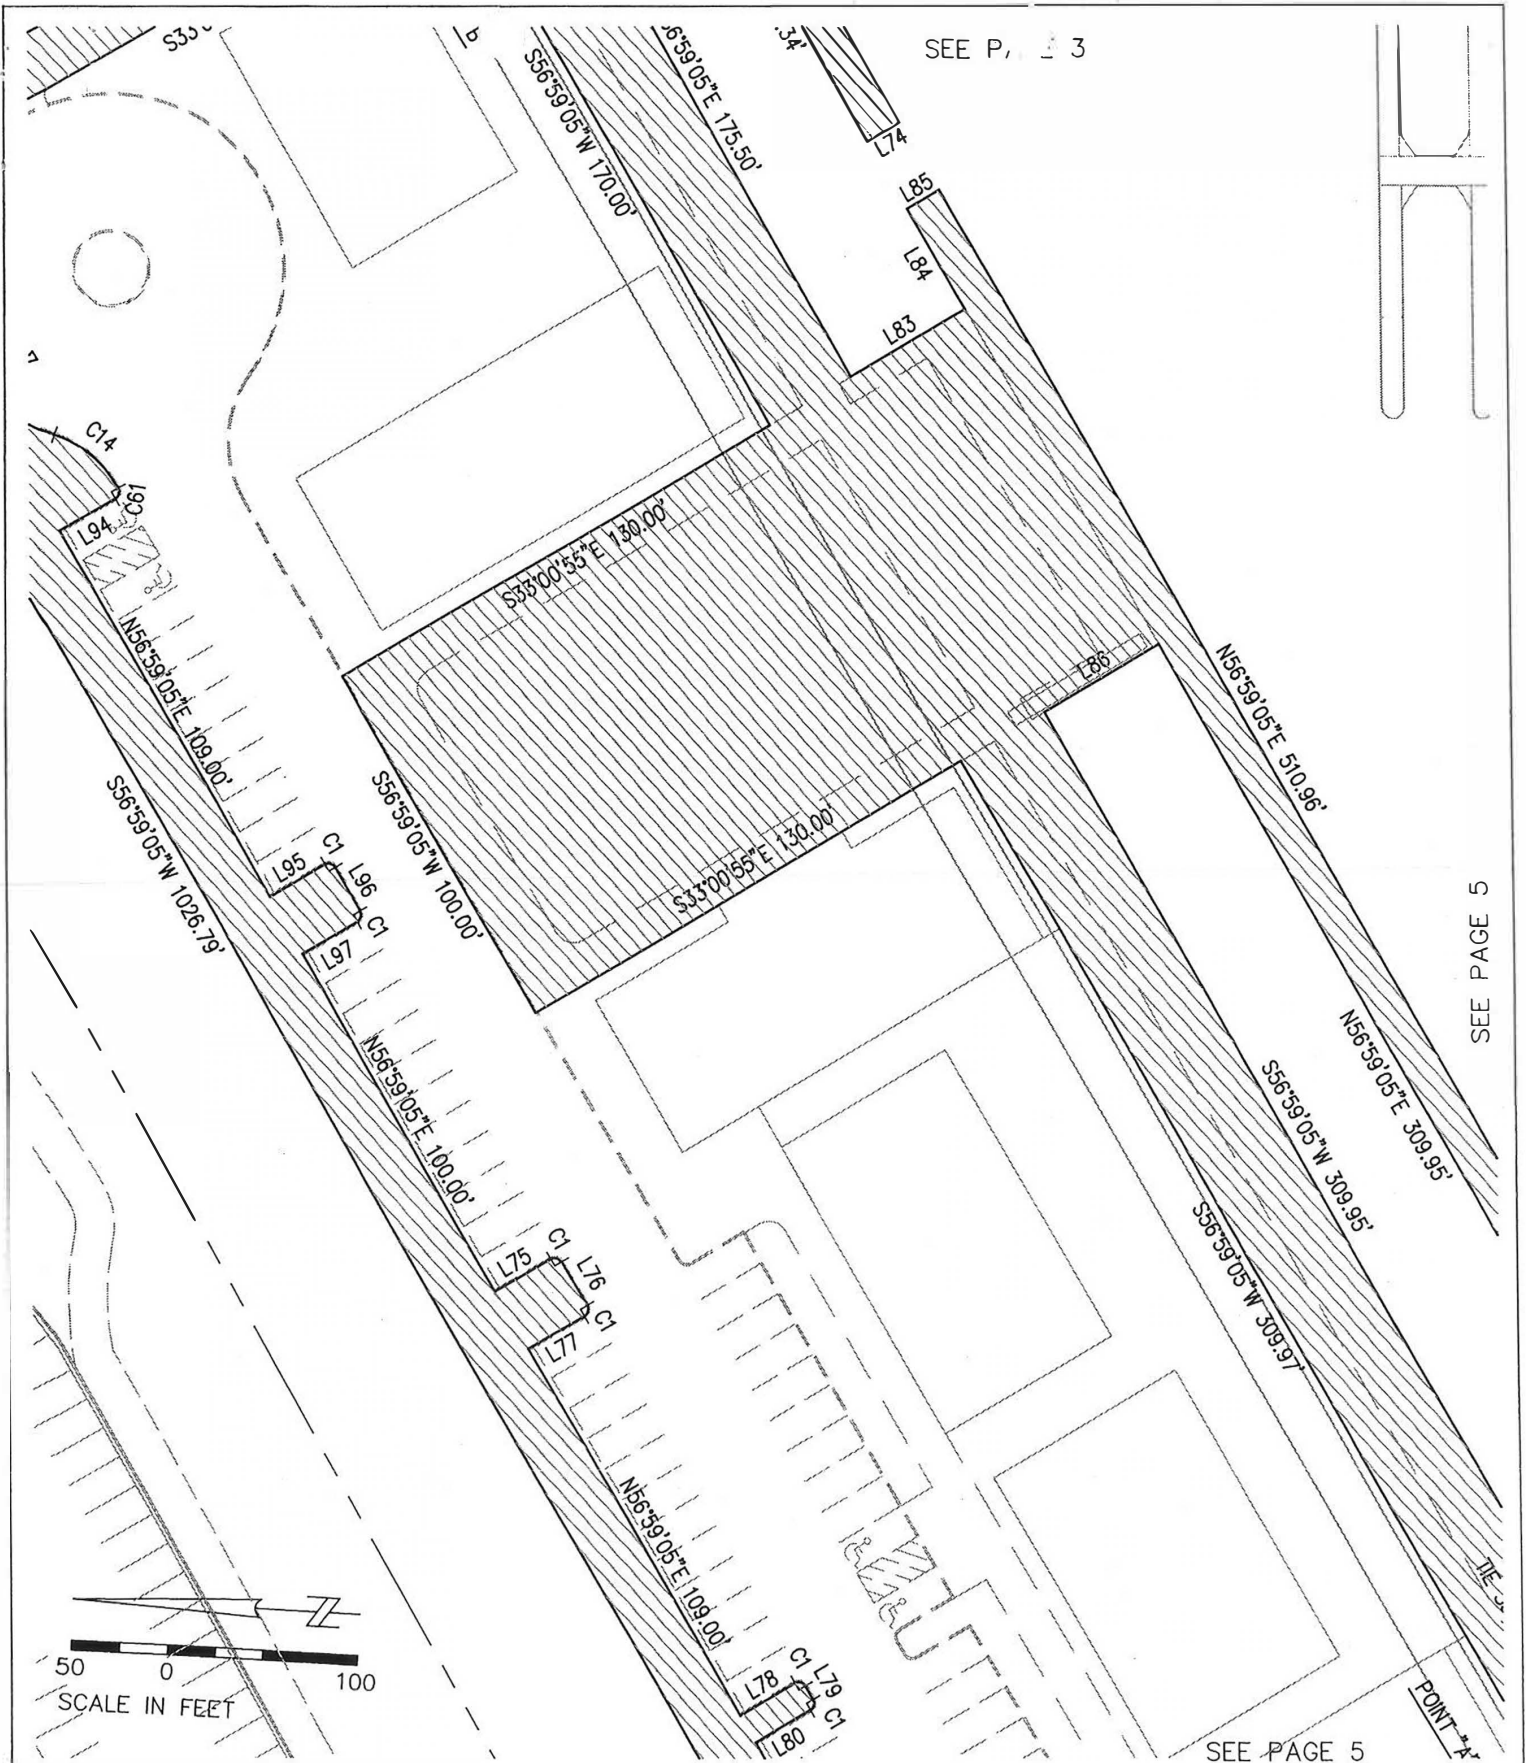 SEE P 3
S56°59'05"W 170.00'
59'05"E 175.50'
.34'
L74
L85
L84
L83
C14
C61
L94
S33°00'55"E 130.00'
N56°59'05"E 109.00'
L86
N56°59'05"E 510.96'
S56°59'05"W 1026.79'
S56°59'05"W 100.00'
S33°00'55"E 130.00'
L95
C1
L96
C1
L97
SEE PAGE 5
N56°59'05"E 100.00'
N56°59'05"E 309.95'
S56°59'05"W 309.95'
S56°59'05"W 309.97'
L75
C1
L76
C1
L77
N56°59'05"E 109.00'
L78
C1
L79
C1
L80
TIE
POINT "A"
N
50 0 100
SCALE IN FEET
SEE PAGE 5